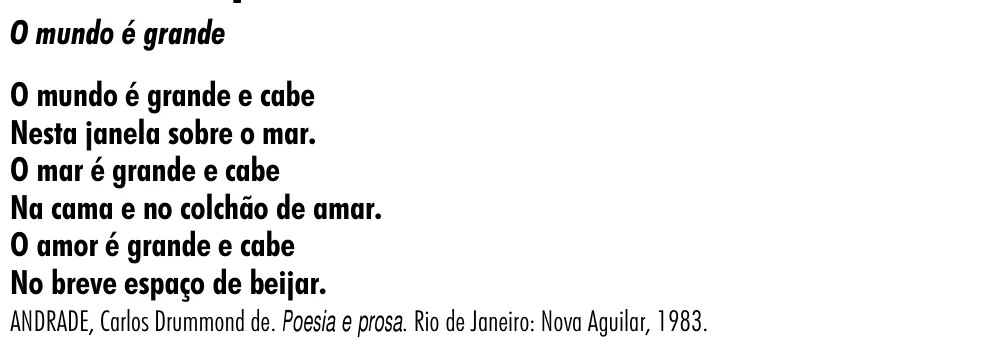 O mundo é grande
O mundo é grande e cabe
Nesta janela sobre o mar.
O mar é grande e cabe
Na cama e no colchão de amar.
O amor é grande e cabe
No breve espaço de beijar.
ANDRADE, Carlos Drummond de. Poesia e prosa. Rio de Janeiro: Nova Aguilar, 1983.